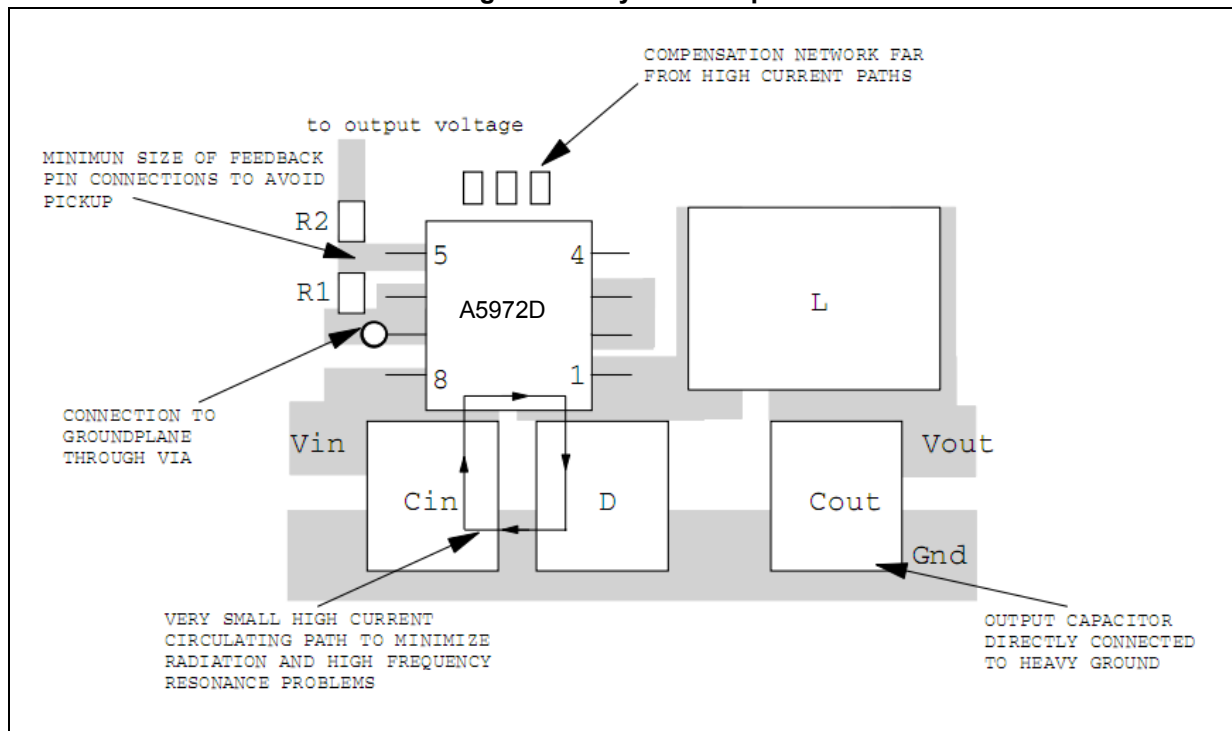 COMPENSATION NETWORK FAR
FROM HIGH CURRENT PATHS
to output voltage
MINIMUN SIZE OF FEEDBACK
PIN CONNECTIONS TO AVOID
PICKUP
R2
5
4
R1
A5972D
L
8
1
CONNECTION TO
GROUNDPLANE
THROUGH VIA
Vin
Vout
Cin
D
Cout
Gnd
VERY SMALL HIGH CURRENT
CIRCULATING PATH TO MINIMIZE
RADIATION AND HIGH FREQUENCY
RESONANCE PROBLEMS
OUTPUT CAPACITOR
DIRECTLY CONNECTED
TO HEAVY GROUND